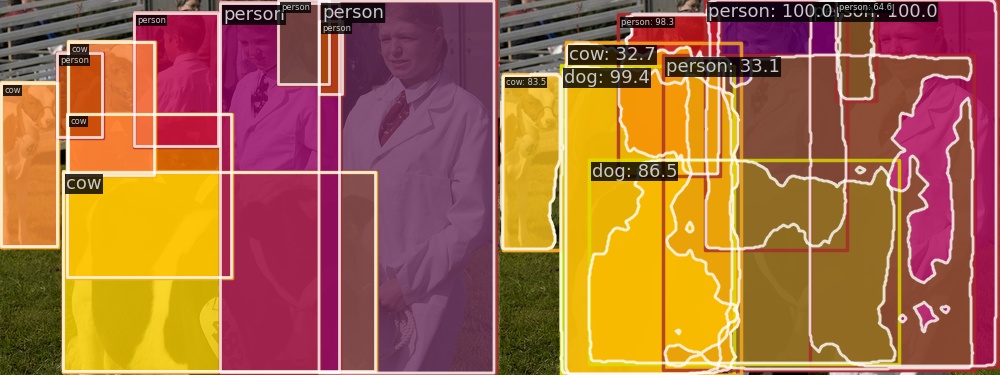 person
person
person
person
cow
person
person
cow
cow
cow
person: 100.0
person: 64.6
100.0
person: 98.3
cow: 32.7
person: 33.1
dog: 99.4
cow: 83.5
dog: 86.5